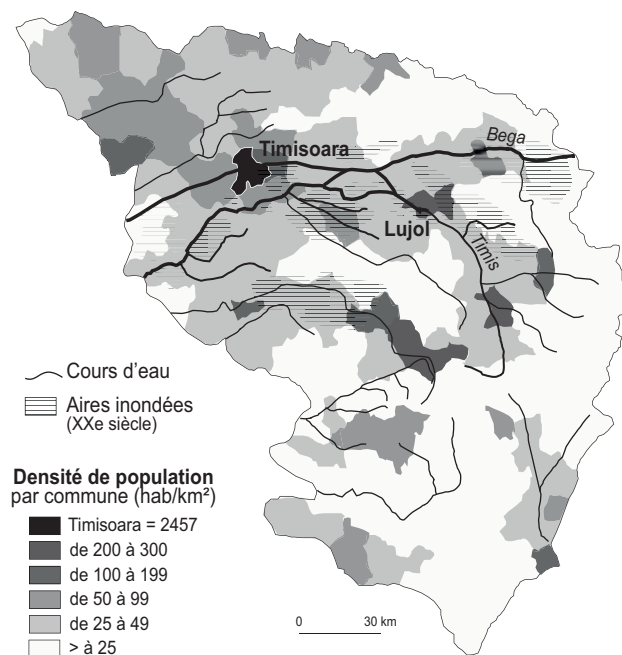 Bega
Timisoara
Lujol
Timis
Cours d'eau
Aires inondées
(XXe siècle)
Densité de population
par commune (hab/km²)
Timisoara = 2457
de 200 à 300
de 100 à 199
de 50 à 99
de 25 à 49
> à 25
0 30 km